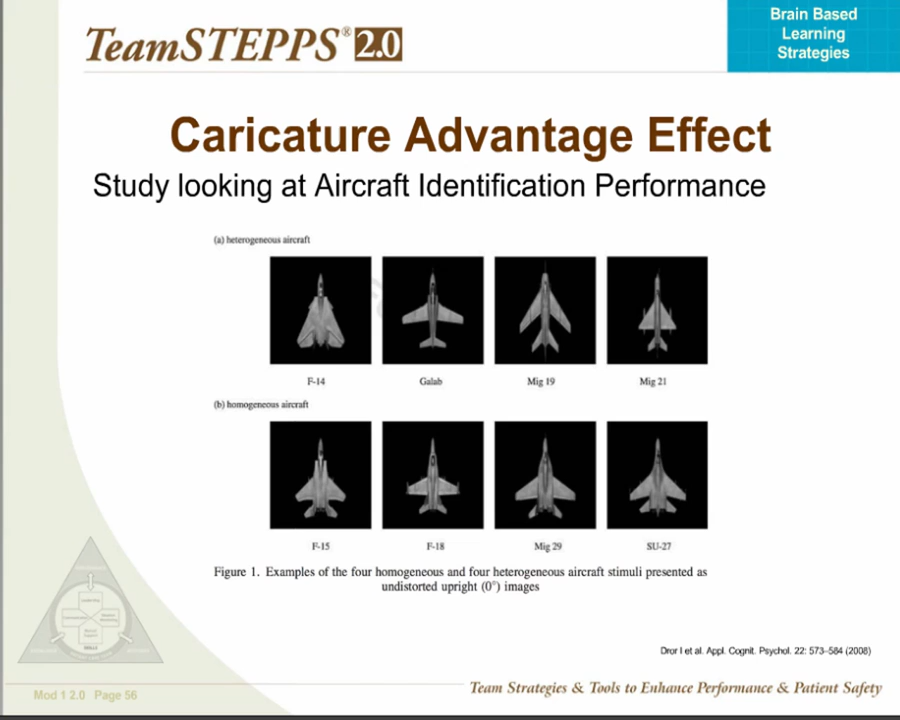 TeamSTEPPS® 2.0
Brain Based
Learning
Strategies
Caricature Advantage Effect
Study looking at Aircraft Identification Performance
(a) heterogeneous aircraft
F-14 Galab Mig 19 Mig 21
(b) homogeneous aircraft
F-15 F-18 Mig 29 SU-27
Figure 1. Examples of the four homogeneous and four heterogeneous aircraft stimuli presented as
undistorted upright (0°) images
Dror I et al. Appl. Cognit. Psychol. 22: 573–584 (2008)
Mod 1 2.0 Page 56
Team Strategies & Tools to Enhance Performance & Patient Safety